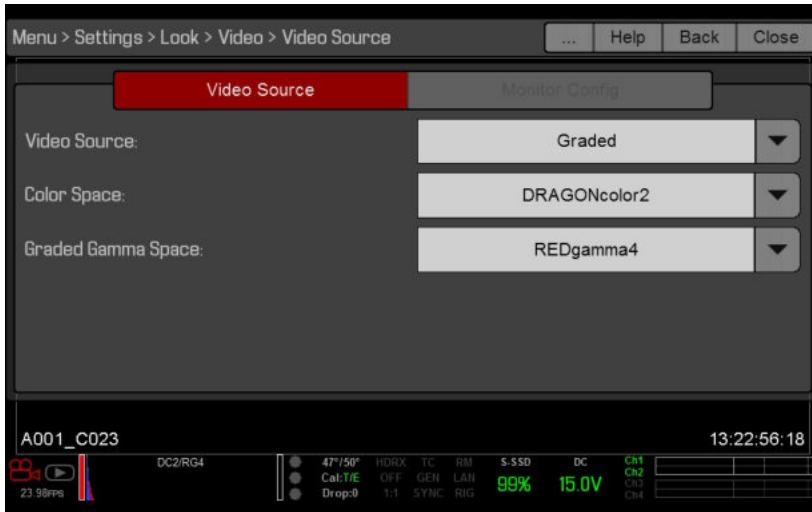 Menu > Settings > Look > Video > Video Source ... Help Back Close
Video Source Monitor Config
Video Source: Graded
Color Space: DRAGONcolor2
Graded Gamma Space: REDgamma4
A001_C023 13:22:56:18
DC2/RG4 47°/50° HDRX TC RM S-SSD DC Ch1
Cal:T/E OFF GEN LAN 99% 15.0V Ch2
23.98FPS Drop:0 1:1 SYNC RIG Ch3
Ch4